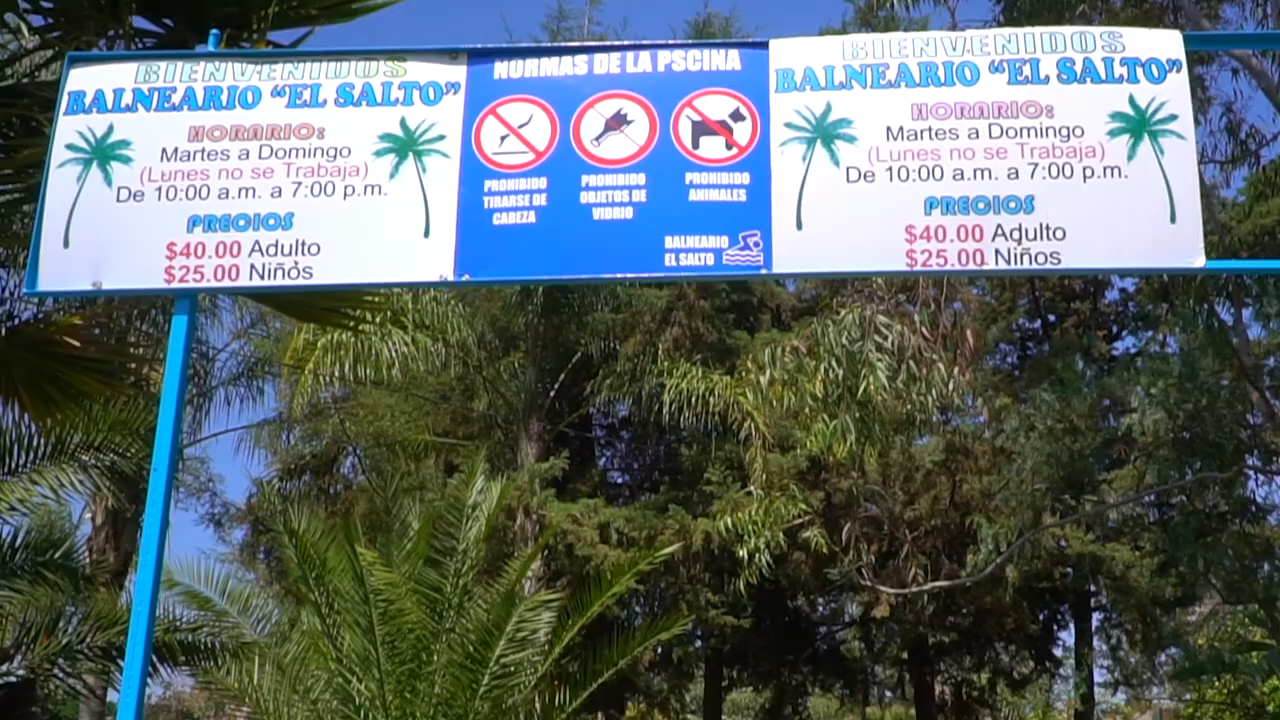 BIENVENIDOS
BALNEARIO “EL SALTO”
HORARIO:
Martes a Domingo
(Lunes no se Trabaja)
De 10:00 a.m. a 7:00 p.m.
PRECIOS
$40.00 Adulto
$25.00 Niños
NORMAS DE LA PSCINA
PROHIBIDO
TIRARSE DE
CABEZA
PROHIBIDO
OBJETOS DE
VIDRIO
PROHIBIDO
ANIMALES
BALNEARIO
EL SALTO
BIENVENIDOS
BALNEARIO “EL SALTO”
HORARIO:
Martes a Domingo
(Lunes no se Trabaja)
De 10:00 a.m. a 7:00 p.m.
PRECIOS
$40.00 Adulto
$25.00 Niños